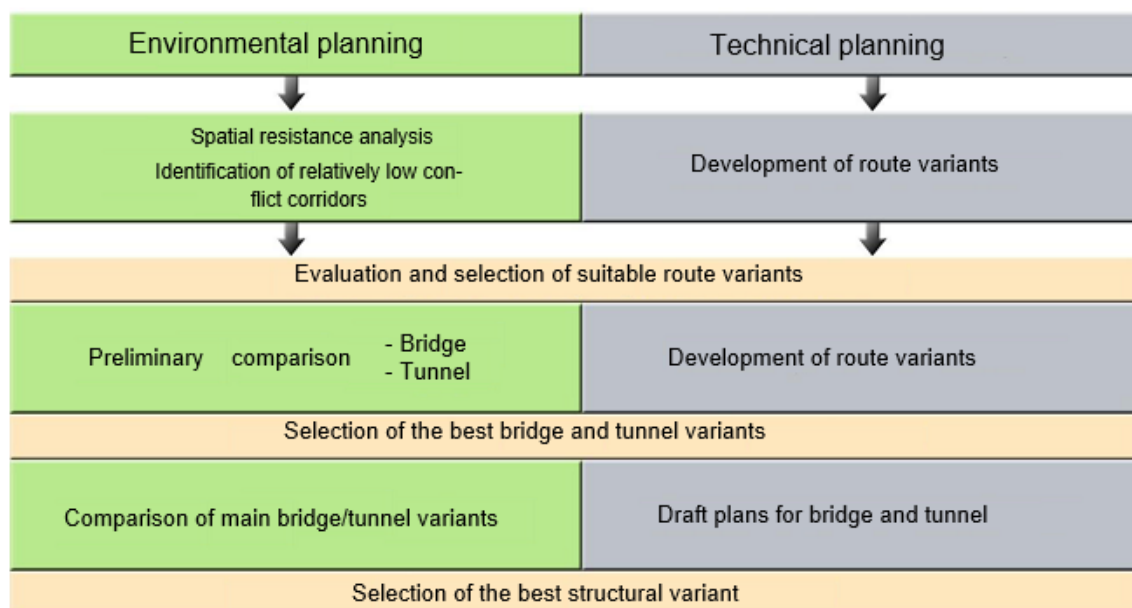 Environmental planning
Technical planning
Spatial resistance analysis
Identification of relatively low con-
flict corridors
Development of route variants
Evaluation and selection of suitable route variants
Preliminary comparison
- Bridge
- Tunnel
Development of route variants
Selection of the best bridge and tunnel variants
Comparison of main bridge/tunnel variants
Draft plans for bridge and tunnel
Selection of the best structural variant